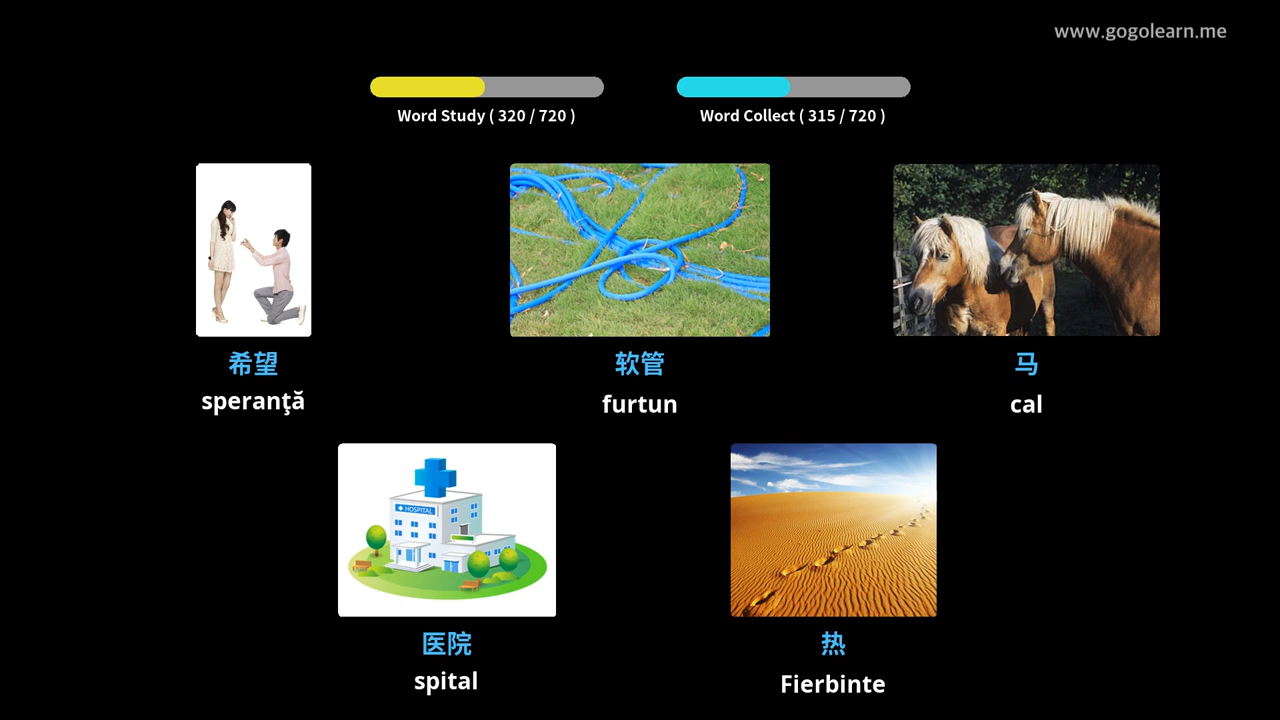 www.gogolearn.me
Word Study ( 320 / 720 )
Word Collect ( 315 / 720 )
希望
speranţă
软管
furtun
马
cal
HOSPITAL
医院
spital
热
Fierbinte